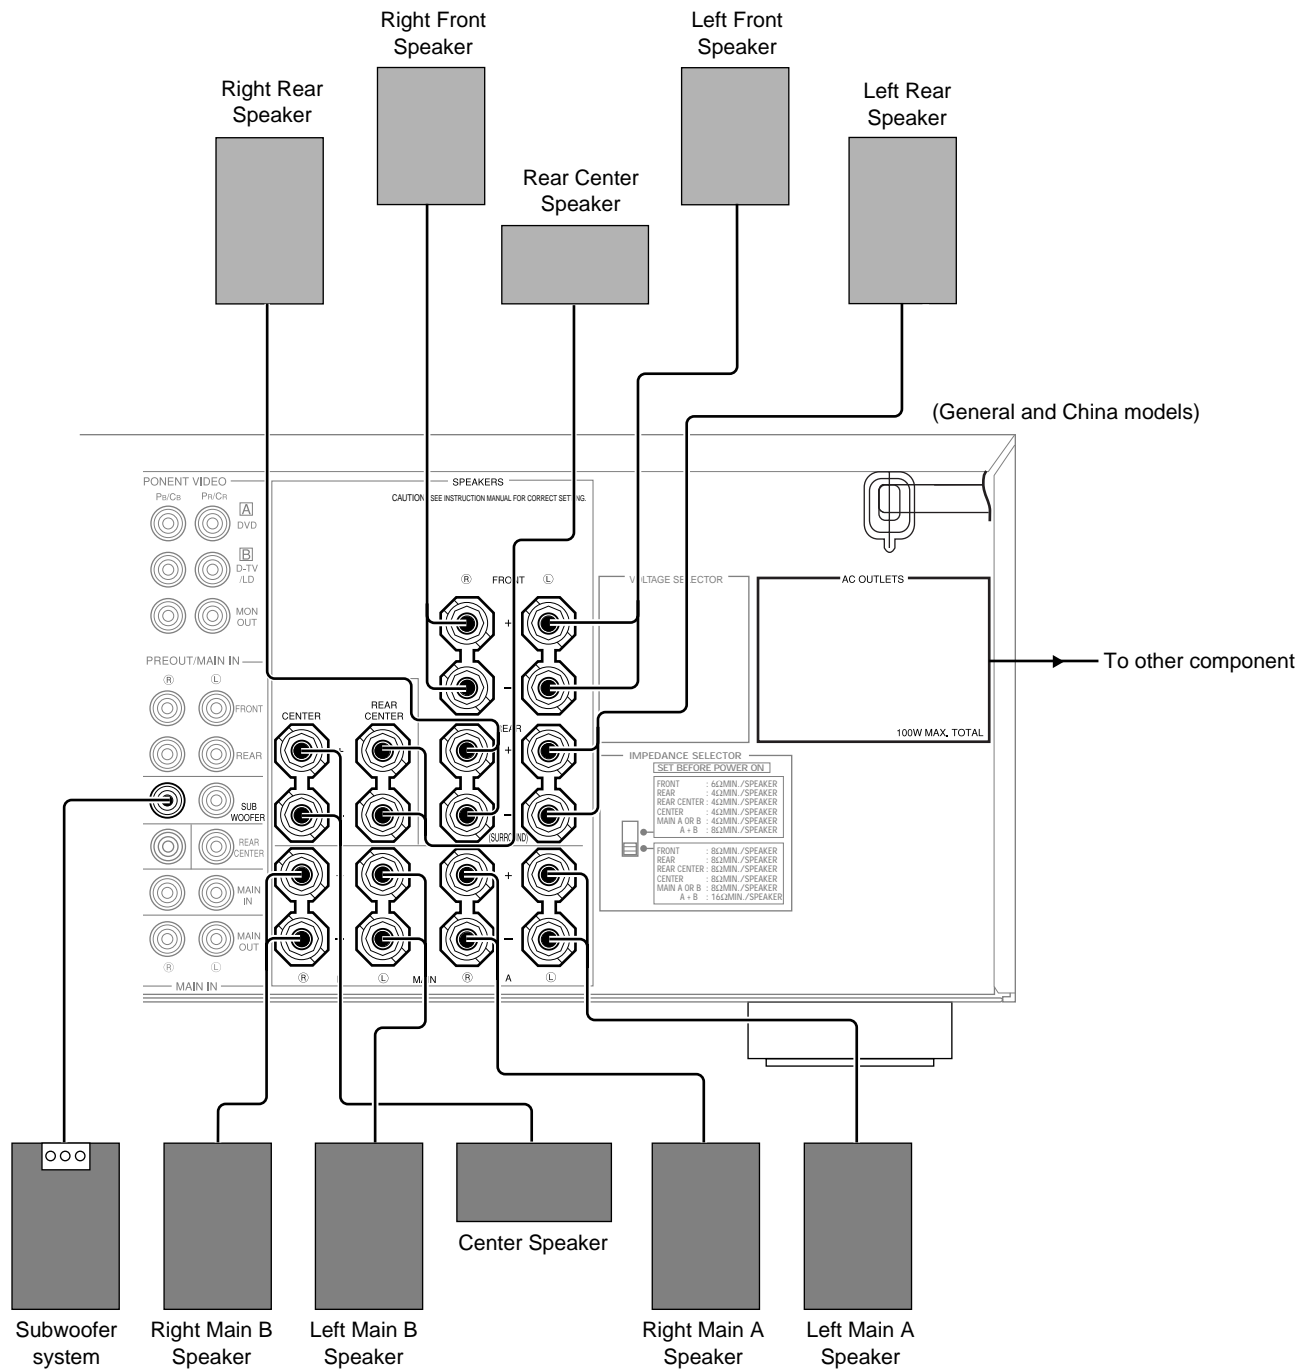 Right Front
Speaker
Left Front
Speaker
Right Rear
Speaker
Left Rear
Speaker
Rear Center
Speaker
(General and China models)
PONENT VIDEO
PB/CB
PR/CR
A
DVD
B
D-TV
/LD
MON
OUT
SPEAKERS
CAUTION SEE INSTRUCTION MANUAL FOR CORRECT SETTING.
R
FRONT
L
+
–
VOLTAGE SELECTOR
AC OUTLETS
100W MAX. TOTAL
To other component
PREOUT/MAIN IN
R
L
FRONT
REAR
SUB
WOOFER
REAR
CENTER
MAIN
IN
MAIN
OUT
R
L
MAIN IN
CENTER
REAR
CENTER
REAR
+
–
(SURROUND)
+
–
R
L
MAIN
R
A
L
IMPEDANCE SELECTOR
SET BEFORE POWER ON
FRONT : 6ΩMIN./SPEAKER
REAR : 4ΩMIN./SPEAKER
REAR CENTER : 4ΩMIN./SPEAKER
CENTER : 4ΩMIN./SPEAKER
MAIN A OR B : 4ΩMIN./SPEAKER
A + B : 8ΩMIN./SPEAKER
FRONT : 8ΩMIN./SPEAKER
REAR : 8ΩMIN./SPEAKER
REAR CENTER : 8ΩMIN./SPEAKER
CENTER : 8ΩMIN./SPEAKER
MAIN A OR B : 8ΩMIN./SPEAKER
A + B : 16ΩMIN./SPEAKER
Center Speaker
Subwoofer
system
Right Main B
Speaker
Left Main B
Speaker
Right Main A
Speaker
Left Main A
Speaker